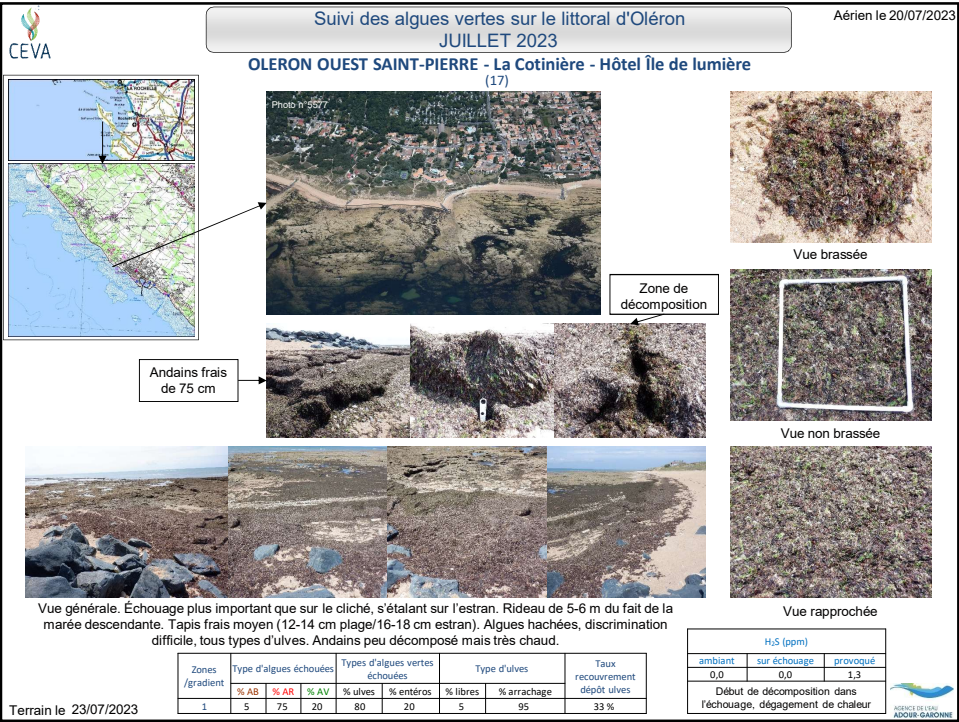 CEVA
Suivi des algues vertes sur le littoral d'Oléron
JUILLET 2023
Aérien le 20/07/2023
OLERON OUEST SAINT-PIERRE - La Cotinière - Hôtel Île de lumière
(17)
LA ROCHELLE
Photo n°5577
Vue brassée
Zone de
décomposition
Andains frais
de 75 cm
Vue non brassée
Vue générale. Échouage plus important que sur le cliché, s'étalant sur l'estran. Rideau de 5-6 m du fait de la
marée descendante. Tapis frais moyen (12-14 cm plage/16-18 cm estran). Algues hachées, discrimination
difficile, tous types d'ulves. Andains peu décomposé mais très chaud.
Vue rapprochée
Zones /gradient Type d'algues échouées Types d'algues vertes échouées Type d'ulves Taux recouvrement dépôt ulves
% AB % AR % AV % ulves % entéros % libres % arrachage
1 5 75 20 80 20 5 95 33 %
H₂S (ppm)
ambiant sur échouage provoqué
0,0 0,0 1,3
Début de décomposition dans
l'échouage, dégagement de chaleur
Terrain le 23/07/2023
AGENCE DE L'EAU
ADOUR-GARONNE